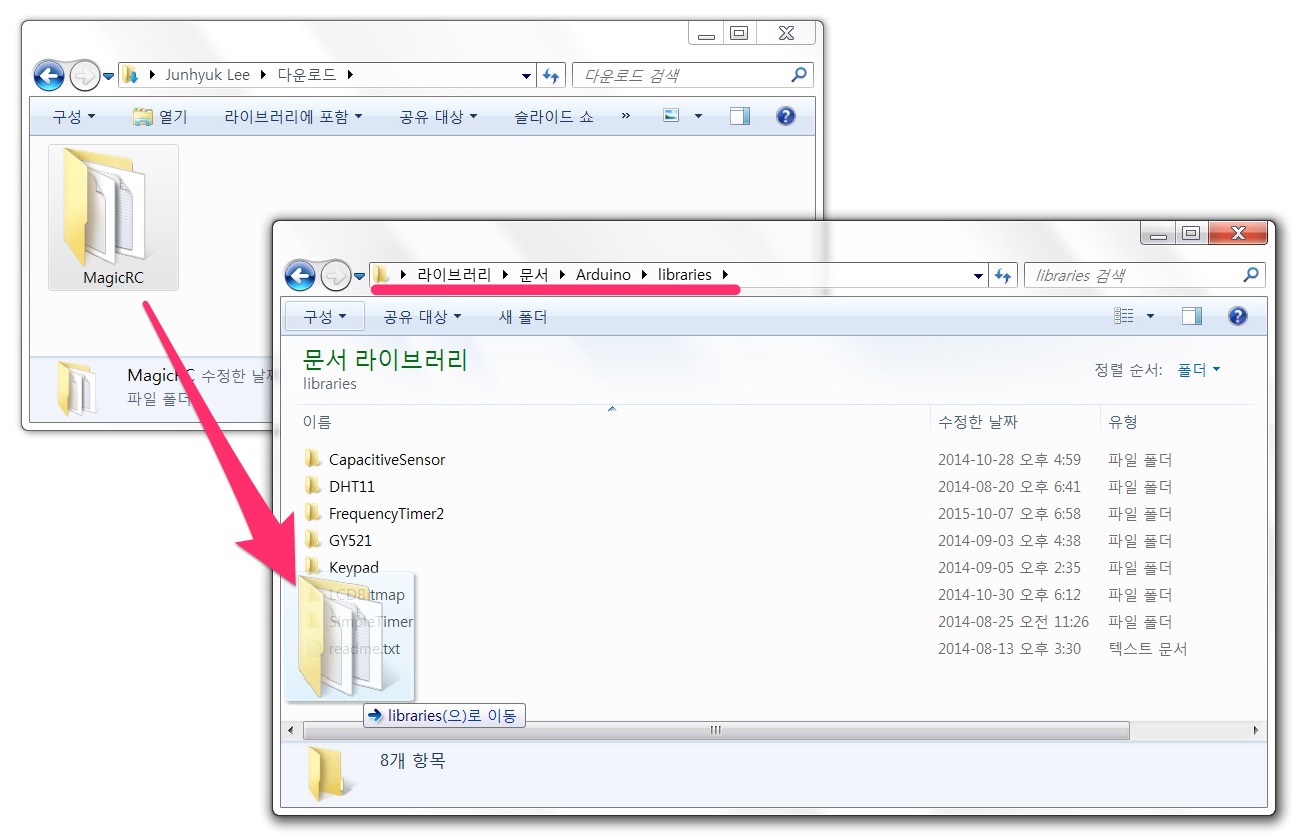 Junhyuk Lee 다운로드
다운로드 검색
구성 열기 라이브러리에 포함 공유 대상 슬라이드 쇼 »
MagicRC
MagicRC 수정한 날짜
파일 폴더
라이브러리 문서 Arduino libraries
libraries 검색
구성 공유 대상 새 폴더
문서 라이브러리
libraries
정렬 순서: 폴더
이름 수정한 날짜 유형
CapacitiveSensor 2014-10-28 오후 4:59 파일 폴더
DHT11 2014-08-20 오후 6:41 파일 폴더
FrequencyTimer2 2015-10-07 오후 6:58 파일 폴더
GY521 2014-09-03 오후 4:38 파일 폴더
Keypad 2014-09-05 오후 2:35 파일 폴더
LCDBitmap 2014-10-30 오후 6:12 파일 폴더
SimpleTimer 2014-08-25 오전 11:26 파일 폴더
readme.txt 2014-08-13 오후 3:30 텍스트 문서
libraries(으)로 이동
8개 항목